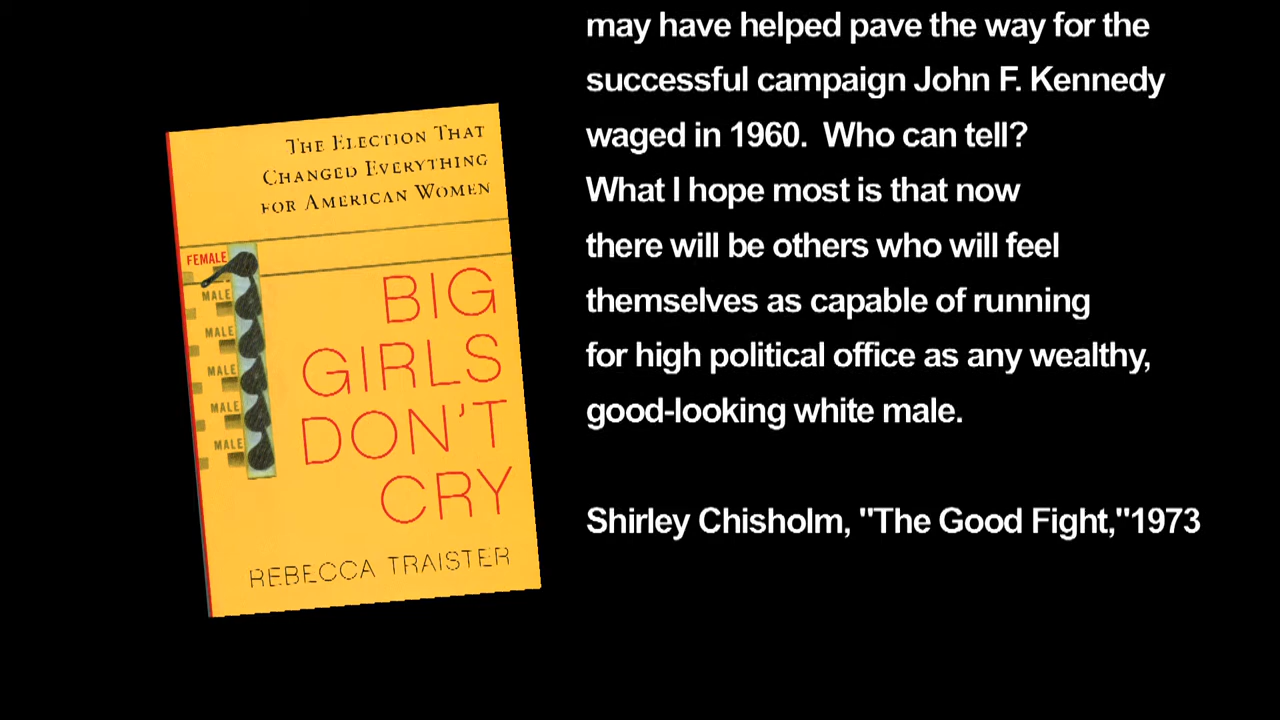 THE ELECTION THAT
CHANGED EVERYTHING
FOR AMERICAN WOMEN
FEMALE
MALE
MALE
MALE
MALE
MALE
BIG
GIRLS
DON'T
CRY
REBECCA TRAISTER
may have helped pave the way for the
successful campaign John F. Kennedy
waged in 1960.  Who can tell?
What I hope most is that now
there will be others who will feel
themselves as capable of running
for high political office as any wealthy,
good-looking white male.
Shirley Chisholm, "The Good Fight,"1973